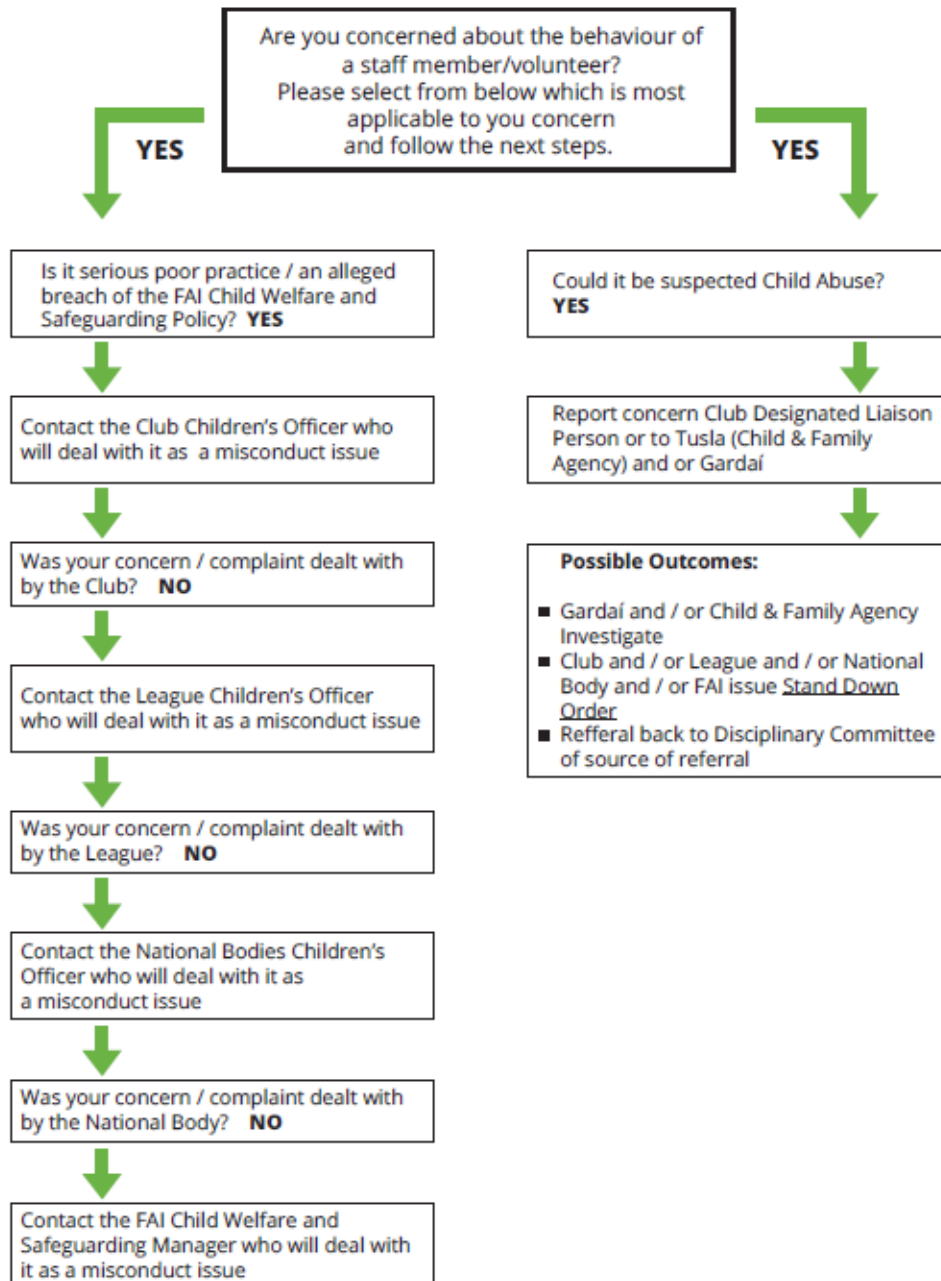 Are you concerned about the behaviour of
a staff member/volunteer?
Please select from below which is most
applicable to you concern
and follow the next steps.
YES
YES
Is it serious poor practice / an alleged
breach of the FAI Child Welfare and
Safeguarding Policy? YES
Contact the Club Children's Officer who
will deal with it as a misconduct issue
Was your concern / complaint dealt with
by the Club? NO
Contact the League Children's Officer
who will deal with it as a misconduct issue
Was your concern / complaint dealt with
by the League? NO
Contact the National Bodies Children's
Officer who will deal with it as
a misconduct issue
Was your concern / complaint dealt with
by the National Body? NO
Contact the FAI Child Welfare and
Safeguarding Manager who will deal with
it as a misconduct issue
Could it be suspected Child Abuse?
YES
Report concern Club Designated Liaison
Person or to Tusla (Child & Family
Agency) and or Gardaí
Possible Outcomes:
■ Gardaí and / or Child & Family Agency
Investigate
■ Club and / or League and / or National
Body and / or FAI issue Stand Down
Order
■ Refferal back to Disciplinary Committee
of source of referral